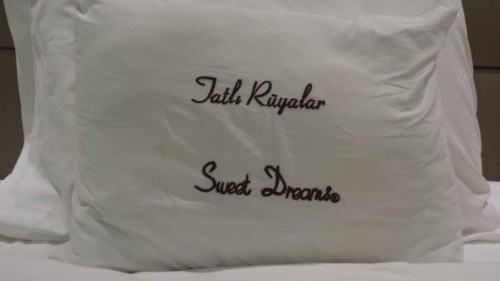 Tatlı Rüyalar
Sweet Dreams®